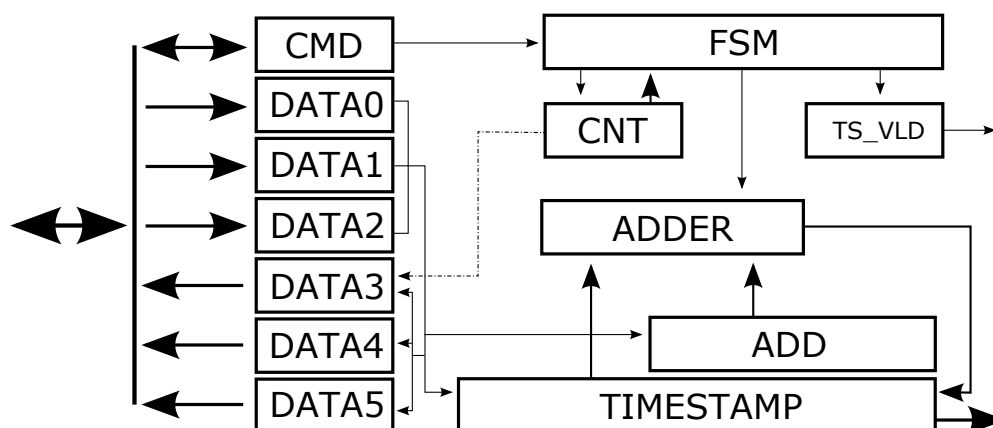 CMD
DATA0
DATA1
DATA2
DATA3
DATA4
DATA5
FSM
CNT
TS_VLD
ADDER
ADD
TIMESTAMP